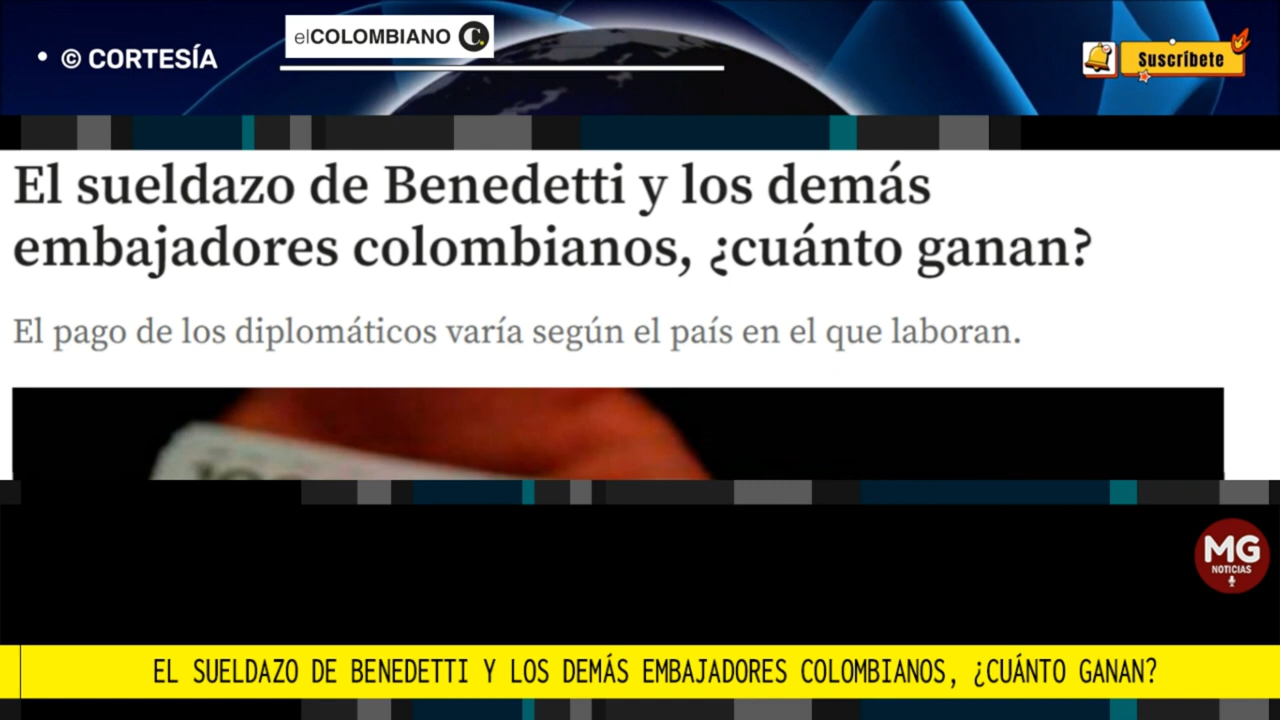 • © CORTESÍA
elCOLOMBIANO C.
Suscríbete
El sueldazo de Benedetti y los demás
embajadores colombianos, ¿cuánto ganan?
El pago de los diplomáticos varía según el país en el que laboran.
MG
NOTICIAS
EL SUELDAZO DE BENEDETTI Y LOS DEMÁS EMBAJADORES COLOMBIANOS, ¿CUÁNTO GANAN?